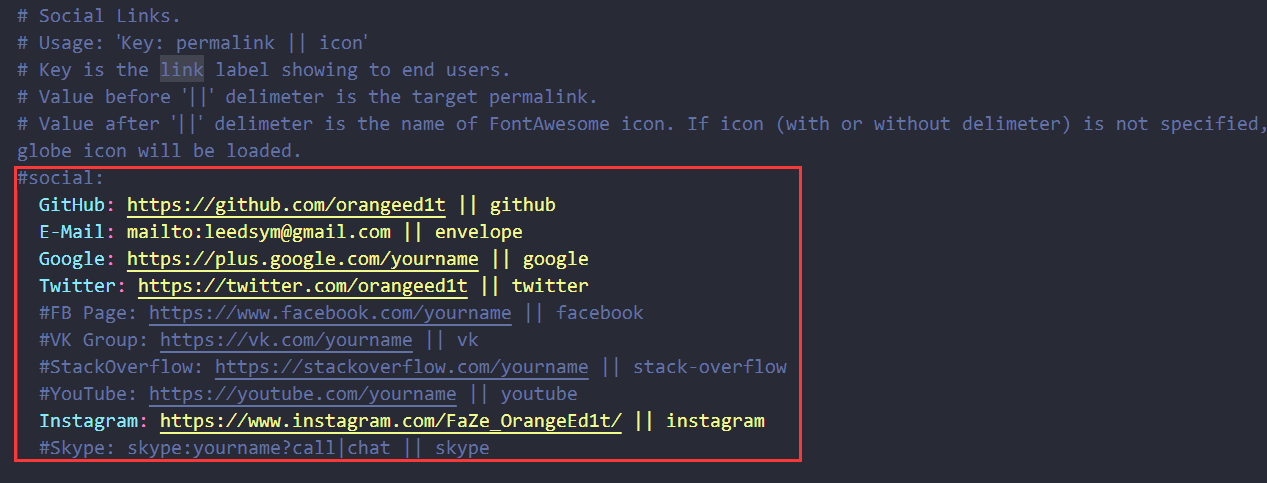 # Social Links.
# Usage: 'Key: permalink || icon'
# Key is the link label showing to end users.
# Value before '||' delimeter is the target permalink.
# Value after '||' delimeter is the name of FontAwesome icon. If icon (with or without delimeter) is not specified,
globe icon will be loaded.
#social:
  GitHub: https://github.com/orangeed1t || github
  E-Mail: mailto:leedsym@gmail.com || envelope
  Google: https://plus.google.com/yourname || google
  Twitter: https://twitter.com/orangeed1t || twitter
  #FB Page: https://www.facebook.com/yourname || facebook
  #VK Group: https://vk.com/yourname || vk
  #StackOverflow: https://stackoverflow.com/yourname || stack-overflow
  #YouTube: https://youtube.com/yourname || youtube
  Instagram: https://www.instagram.com/FaZe_OrangeEd1t/ || instagram
  #Skype: skype:yourname?call|chat || skype